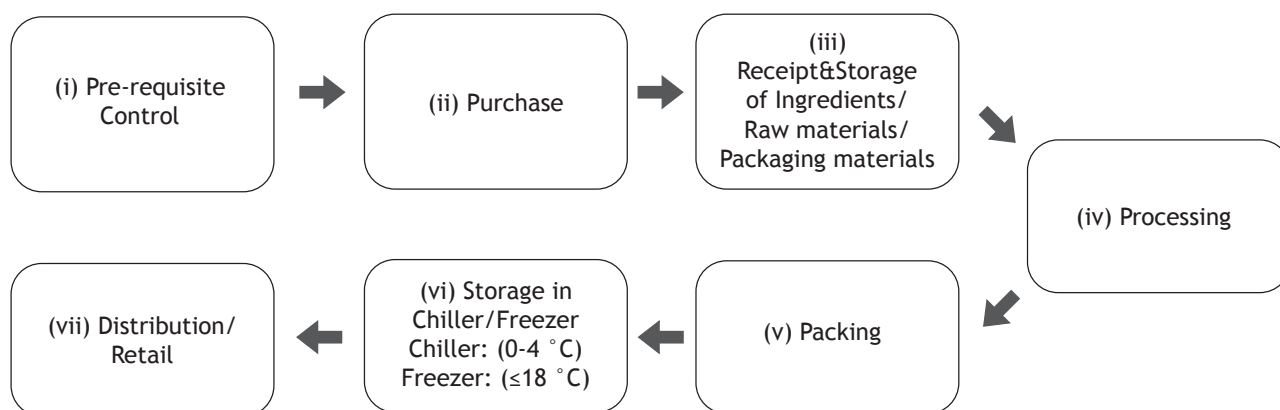 (i) Pre-requisite
Control
(ii) Purchase
(iii)
Receipt&Storage
of Ingredients/
Raw materials/
Packaging materials
(iv) Processing
(v) Packing
(vi) Storage in
Chiller/Freezer
Chiller: (0-4 °C)
Freezer: (≤18 °C)
(vii) Distribution/
Retail